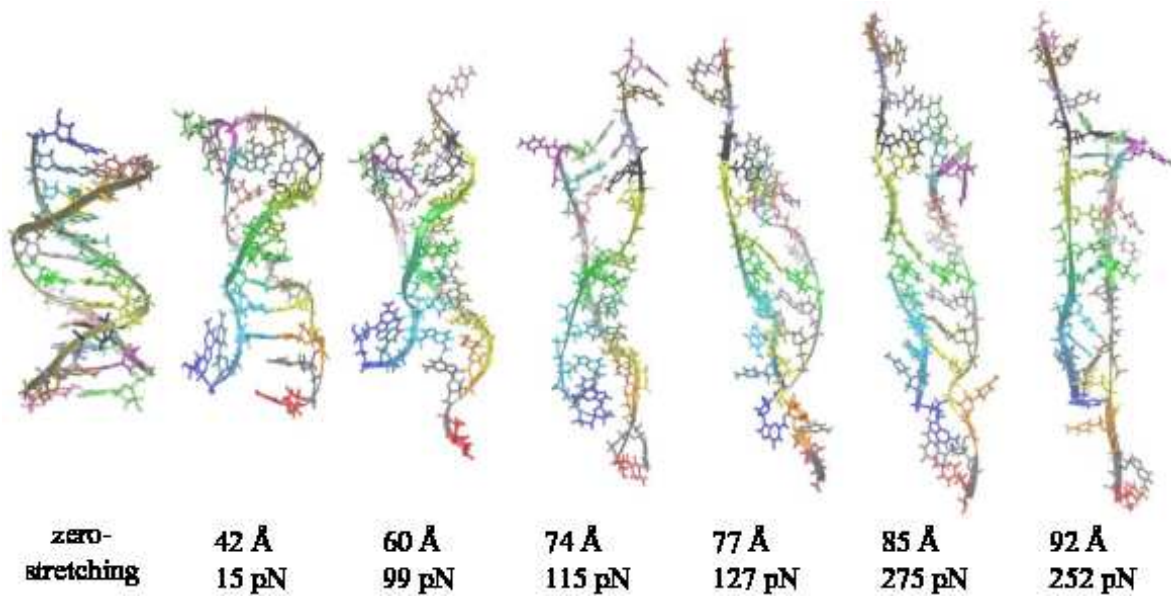 zero-
stretching
42 Å
15 pN
60 Å
99 pN
74 Å
115 pN
77 Å
127 pN
85 Å
275 pN
92 Å
252 pN